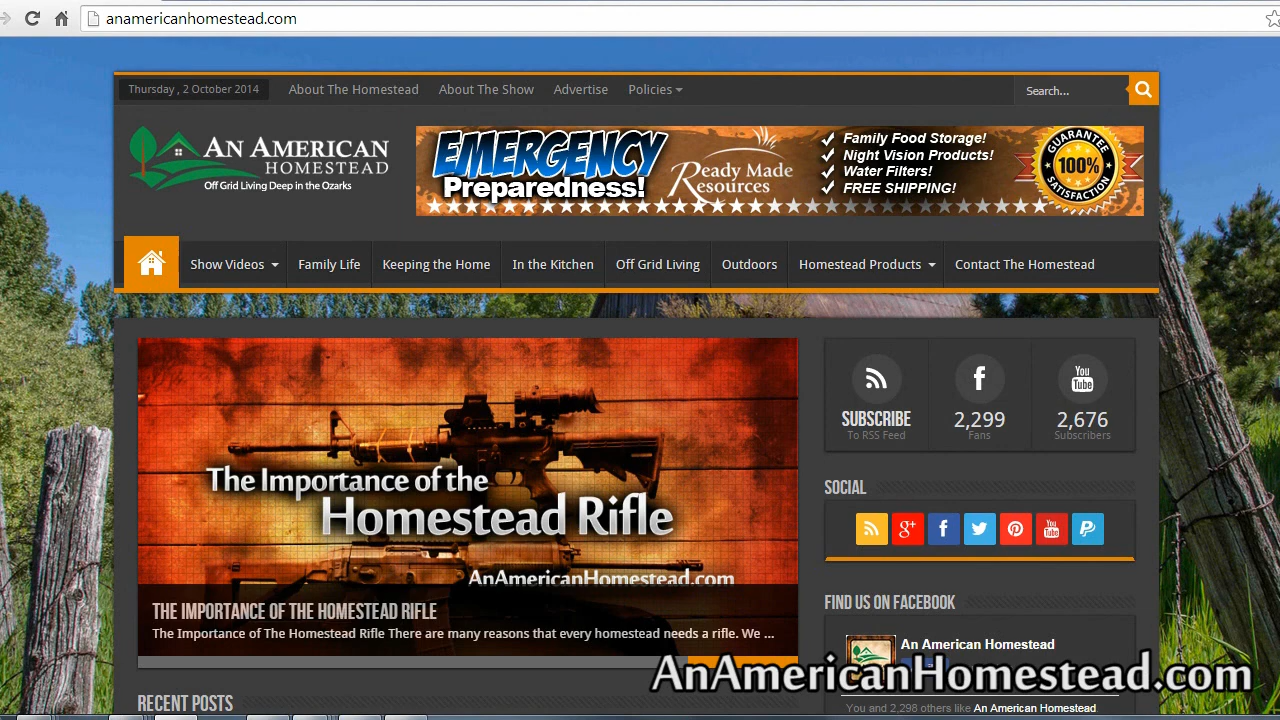 anamericanhomestead.com
Thursday , 2 October 2014
About The Homestead
About The Show
Advertise
Policies
Search...
AN AMERICAN
HOMESTEAD
Off Grid Living Deep in the Ozarks
EMERGENCY
Preparedness!
Ready Made
Resources
Family Food Storage!
Night Vision Products!
Water Filters!
FREE SHIPPING!
GUARANTEE
100%
SATISFACTION
Show Videos
Family Life
Keeping the Home
In the Kitchen
Off Grid Living
Outdoors
Homestead Products
Contact The Homestead
The Importance of the
Homestead Rifle
AnAmericanHomestead.com
THE IMPORTANCE OF THE HOMESTEAD RIFLE
The Importance of The Homestead Rifle There are many reasons that every homestead needs a rifle. We ...
SUBSCRIBE
To RSS Feed
2,299
Fans
You
Tube
2,676
Subscribers
SOCIAL
g+
f
You
Tube
FIND US ON FACEBOOK
An American Homestead
AnAmericanHomestead.com
You and 2,298 others like An American Homestead.
RECENT POSTS